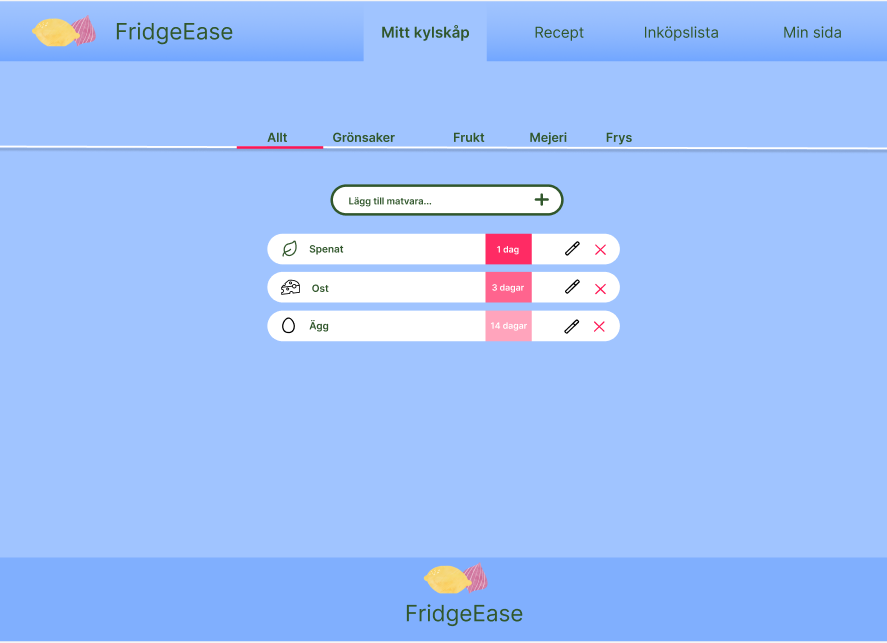 FridgeEase
Mitt kylskåp
Recept
Inköpslista
Min sida
Allt
Grönsaker
Frukt
Mejeri
Frys
Lägg till matvara...
Spenat
1 dag
Ost
3 dagar
Ägg
14 dagar
FridgeEase